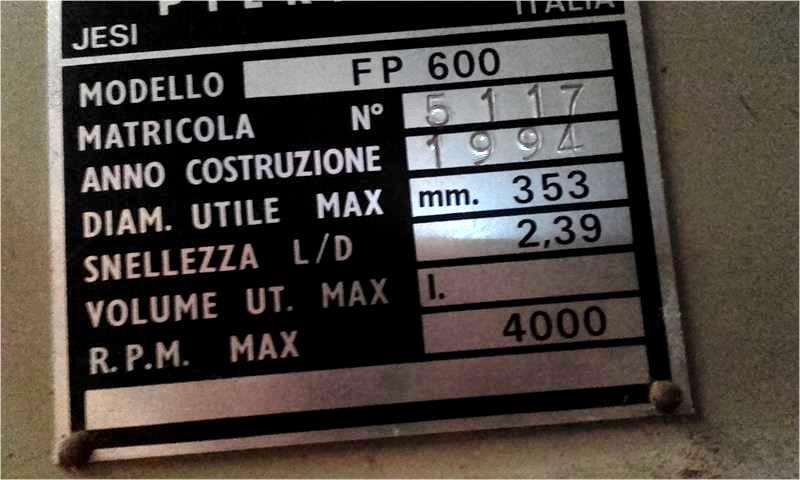 ITALIA
JESI
MODELLO FP 600
MATRICOLA N° 5117
ANNO COSTRUZIONE 1994
DIAM. UTILE MAX mm. 353
SNELLEZZA L/D 2,39
VOLUME UT. MAX l.
R.P.M. MAX 4000